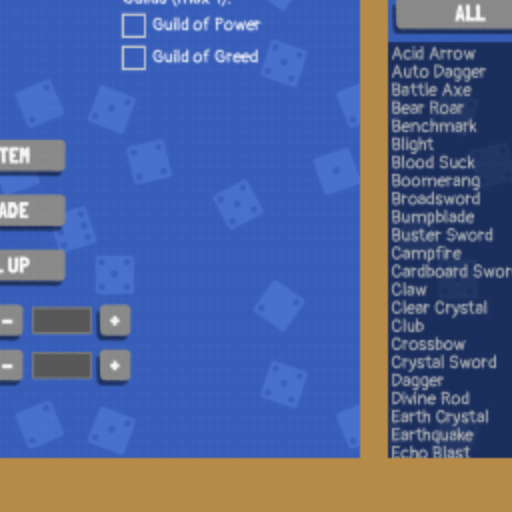 Guilds (max 1):
Guild of Power
Guild of Greed
TEM
ADE
UP
-
+
-
+
ALL
Acid Arrow
Auto Dagger
Battle Axe
Bear Roar
Benchmark
Blight
Blood Suck
Boomerang
Broadsword
Bumpblade
Buster Sword
Campfire
Cardboard Swor
Claw
Clear Crystal
Club
Crossbow
Crystal Sword
Dagger
Divine Rod
Earth Crystal
Earthquake
Echo Blast